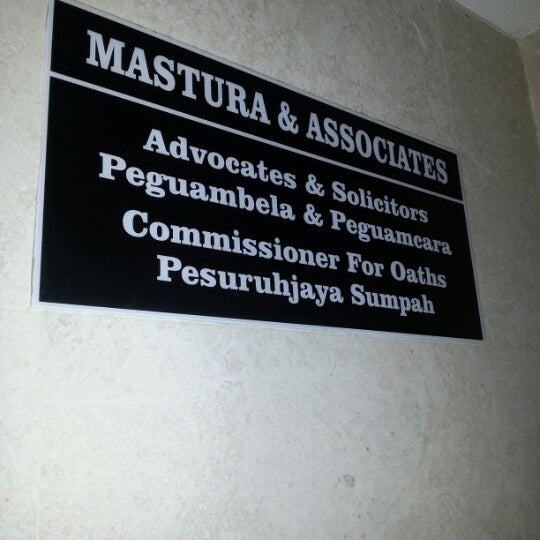 MASTURA & ASSOCIATES
Advocates & Solicitors
Peguambela & Peguamcara
Commissioner For Oaths
Pesuruhjaya Sumpah